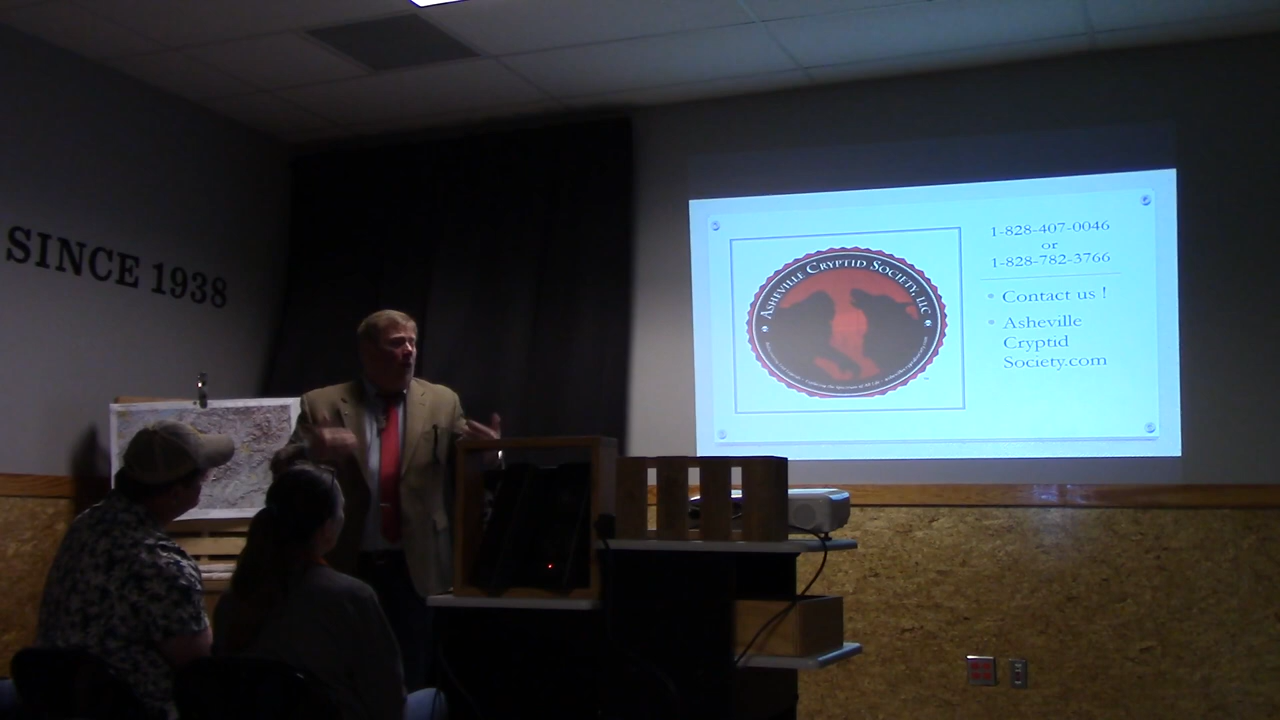 SINCE 1938
ASHEVILLE CRYPTID SOCIETY, LLC
1-828-407-0046
or
1-828-782-3766
• Contact us !
• Asheville
Cryptid
Society.com